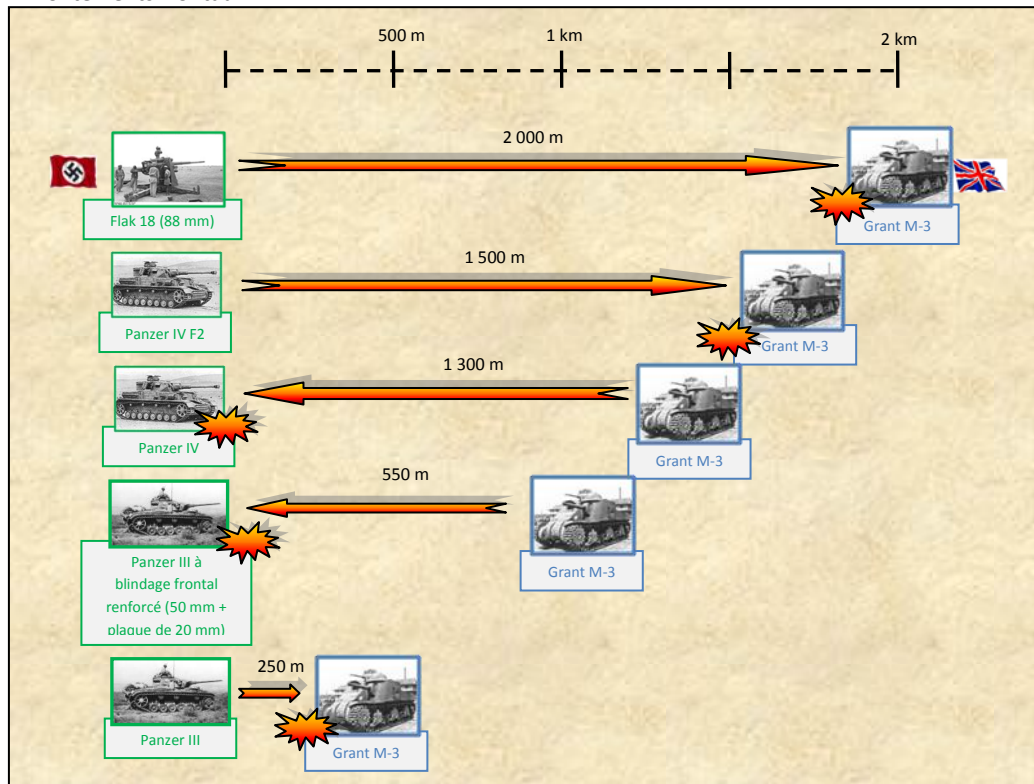 500 m 1 km 2 km
2 000 m
Flak 18 (88 mm)
Grant M-3
1 500 m
Panzer IV F2
Grant M-3
1 300 m
Panzer IV
Grant M-3
550 m
Panzer III à
blindage frontal
renforcé (50 mm +
plaque de 20 mm)
Grant M-3
250 m
Panzer III
Grant M-3